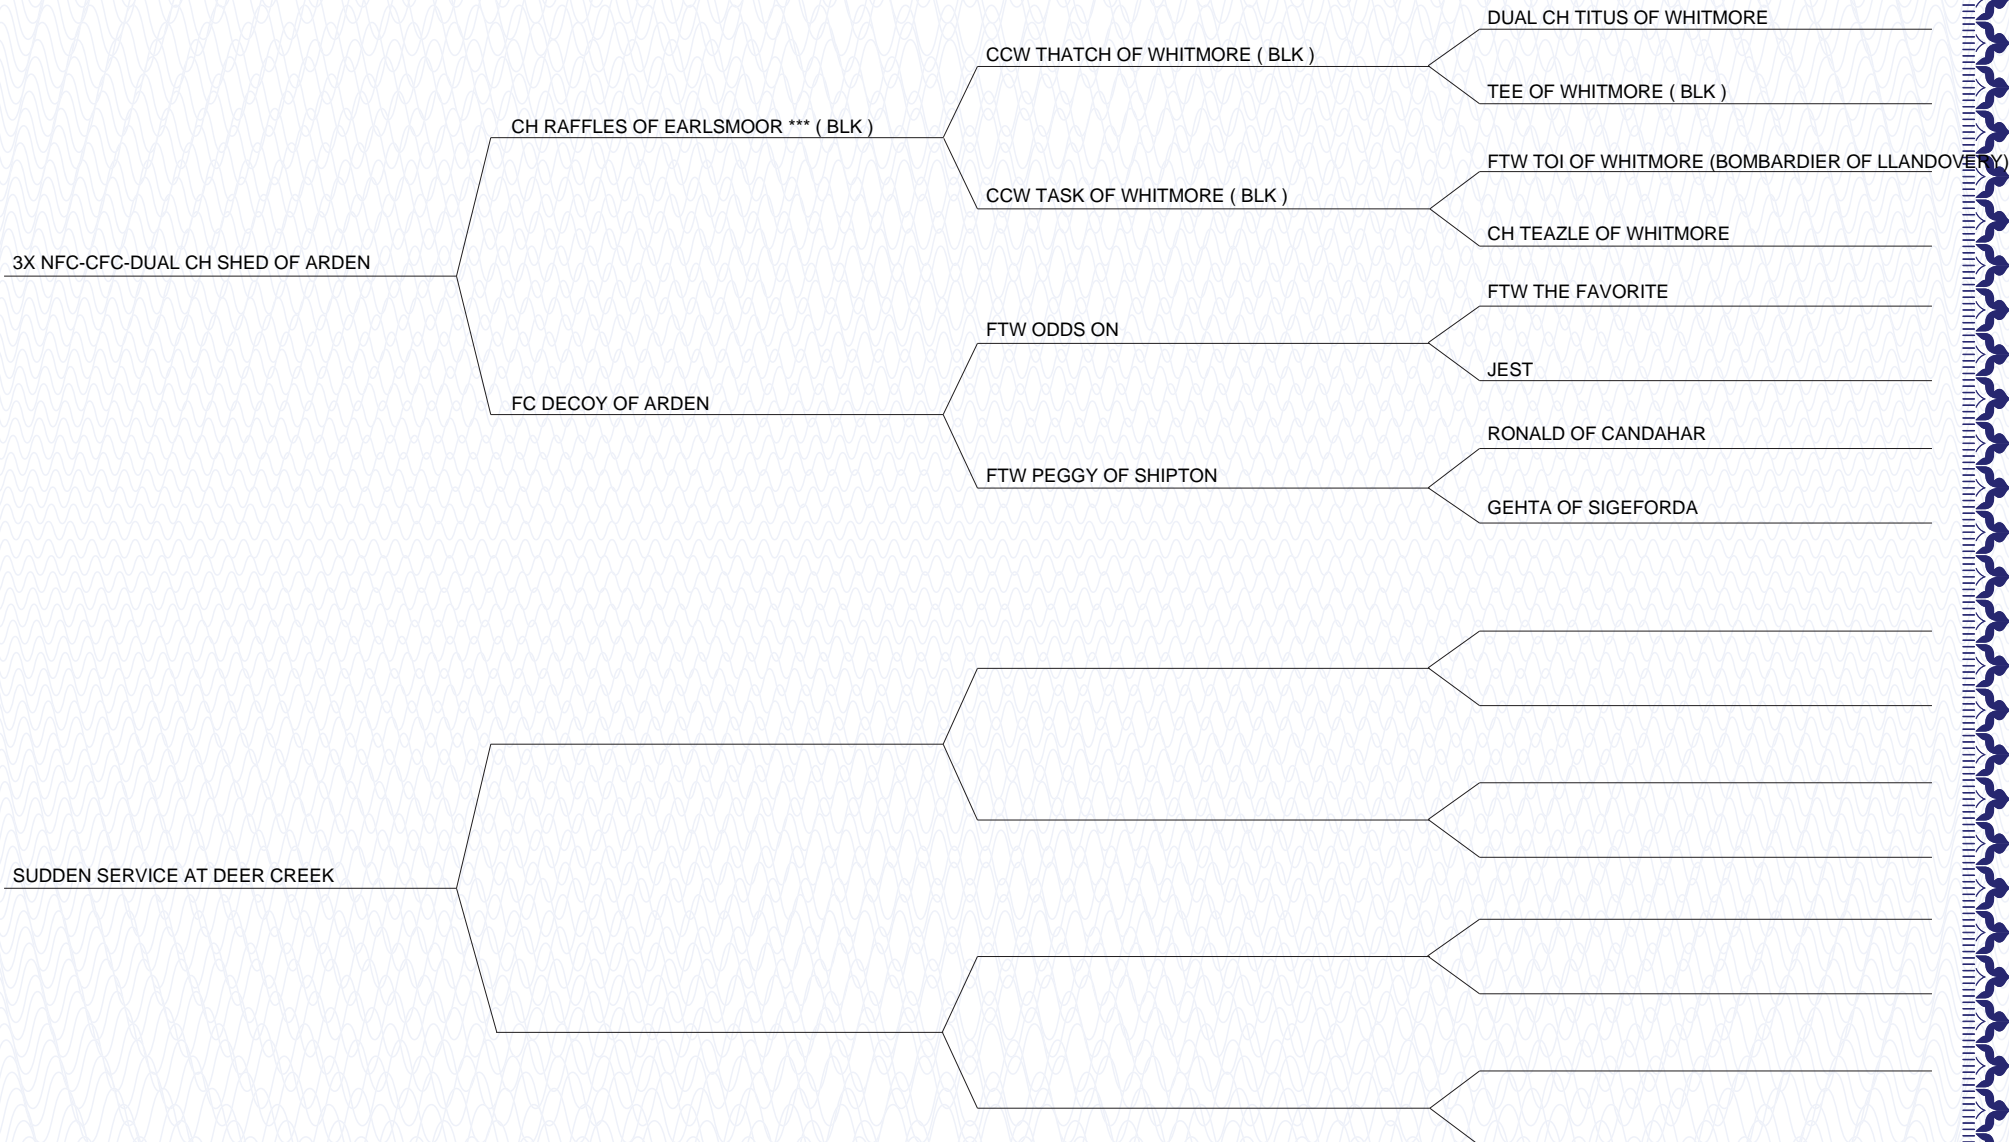 DUAL CH TITUS OF WHITMORE
CCW THATCH OF WHITMORE ( BLK )
TEE OF WHITMORE ( BLK )
CH RAFFLES OF EARLSMOOR *** ( BLK )
FTW TOI OF WHITMORE (BOMBARDIER OF LLANDOVERY)
CCW TASK OF WHITMORE ( BLK )
CH TEAZLE OF WHITMORE
3X NFC-CFC-DUAL CH SHED OF ARDEN
FTW THE FAVORITE
FTW ODDS ON
JEST
FC DECOY OF ARDEN
RONALD OF CANDAHAR
FTW PEGGY OF SHIPTON
GEHTA OF SIGEFORDA
SUDDEN SERVICE AT DEER CREEK